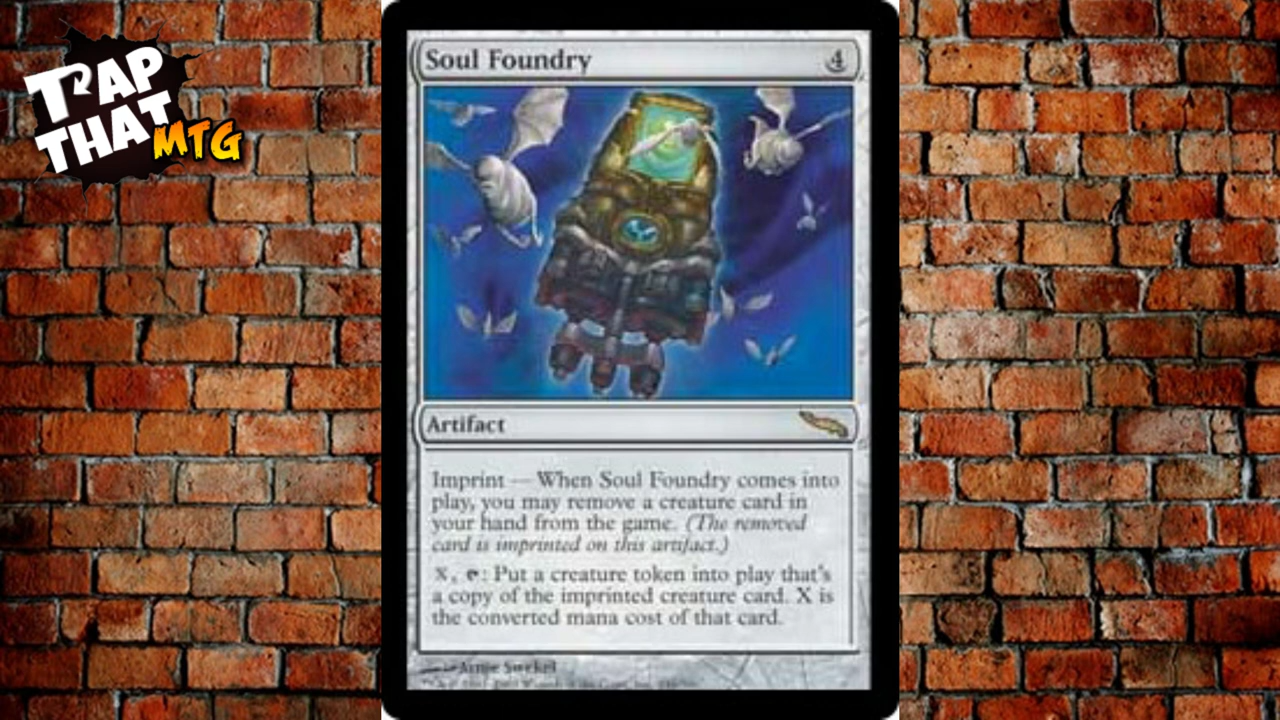 TRAP
THAT
MTG
Soul Foundry 4
Artifact
Imprint — When Soul Foundry comes into
play, you may remove a creature card in
your hand from the game. (The removed
card is imprinted on this artifact.)
X, : Put a creature token into play that's
a copy of the imprinted creature card. X is
the converted mana cost of that card.